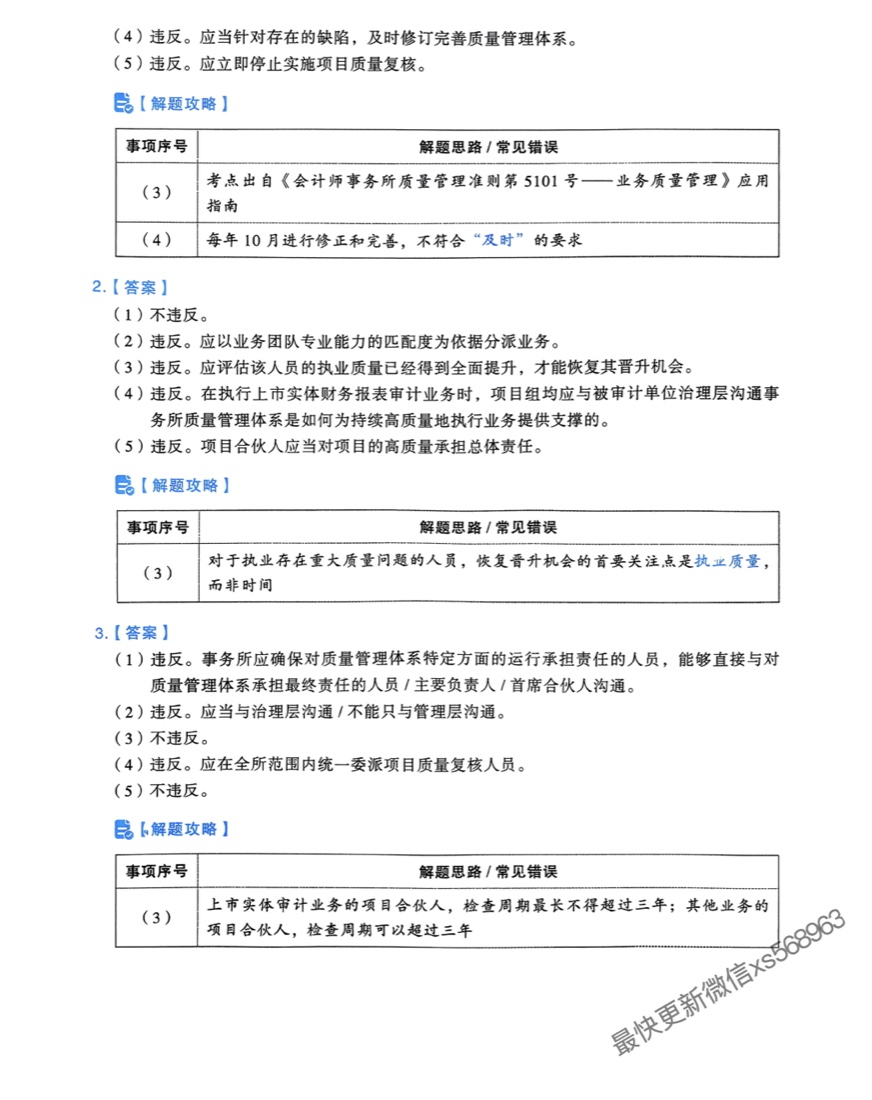 （4）违反。应当针对存在的缺陷，及时修订完善质量管理体系。
（5）违反。应立即停止实施项目质量复核。
【解题攻略】
事项序号 解题思路 / 常见错误
（3） 考点出自《会计师事务所质量管理准则第 5101 号——业务质量管理》应用
指南
（4） 每年 10 月进行修正和完善，不符合“及时”的要求
2.【答案】
（1）不违反。
（2）违反。应以业务团队专业能力的匹配度为依据分派业务。
（3）违反。应评估该人员的执业质量已经得到全面提升，才能恢复其晋升机会。
（4）违反。在执行上市实体财务报表审计业务时，项目组均应与被审计单位治理层沟通事
务所质量管理体系是如何为持续高质量地执行业务提供支撑的。
（5）违反。项目合伙人应当对项目的高质量承担总体责任。
【解题攻略】
事项序号 解题思路 / 常见错误
（3） 对于执业存在重大质量问题的人员，恢复晋升机会的首要关注点是执业质量，
而非时间
3.【答案】
（1）违反。事务所应确保对质量管理体系特定方面的运行承担责任的人员，能够直接与对
质量管理体系承担最终责任的人员 / 主要负责人 / 首席合伙人沟通。
（2）违反。应当与治理层沟通 / 不能只与管理层沟通。
（3）不违反。
（4）违反。应在全所范围内统一委派项目质量复核人员。
（5）不违反。
【解题攻略】
事项序号 解题思路 / 常见错误
（3） 上市实体审计业务的项目合伙人，检查周期最长不得超过三年；其他业务的
项目合伙人，检查周期可以超过三年
最快更新微信xs568963